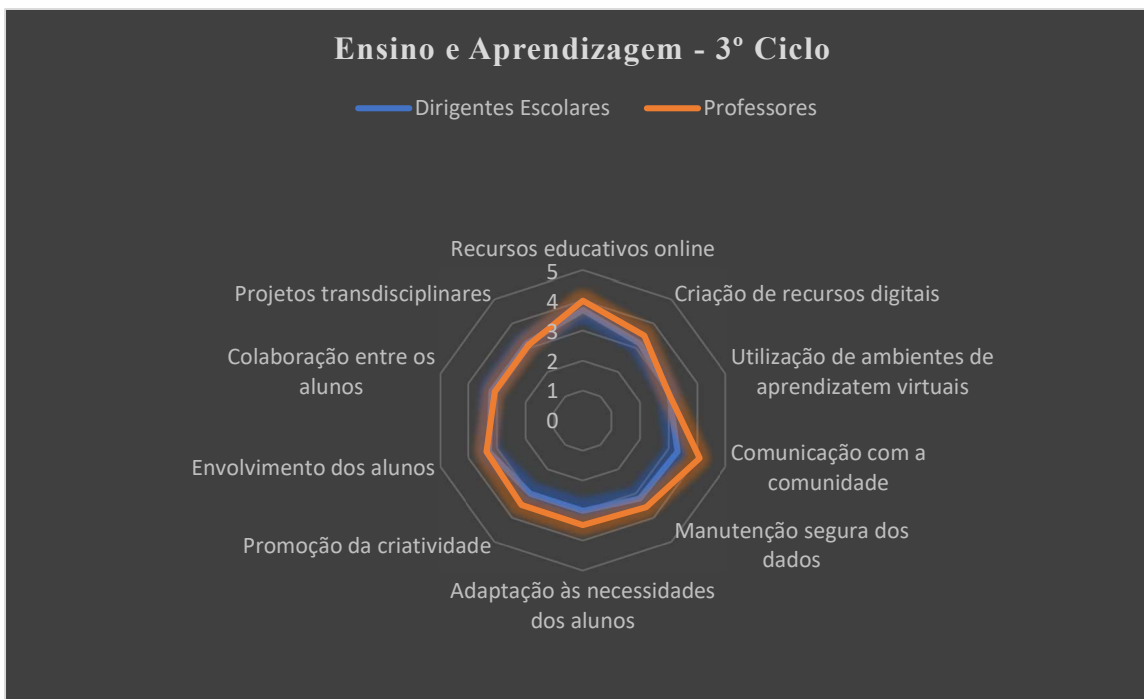 Ensino e Aprendizagem - 3º Ciclo
Dirigentes Escolares
Professores
Recursos educativos online
5
4
3
2
1
0
Criação de recursos digitais
Utilização de ambientes de
aprendizatem virtuais
Comunicação com a
comunidade
Manutenção segura dos
dados
Adaptação às necessidades
dos alunos
Promoção da criatividade
Envolvimento dos alunos
Colaboração entre os
alunos
Projetos transdisciplinares